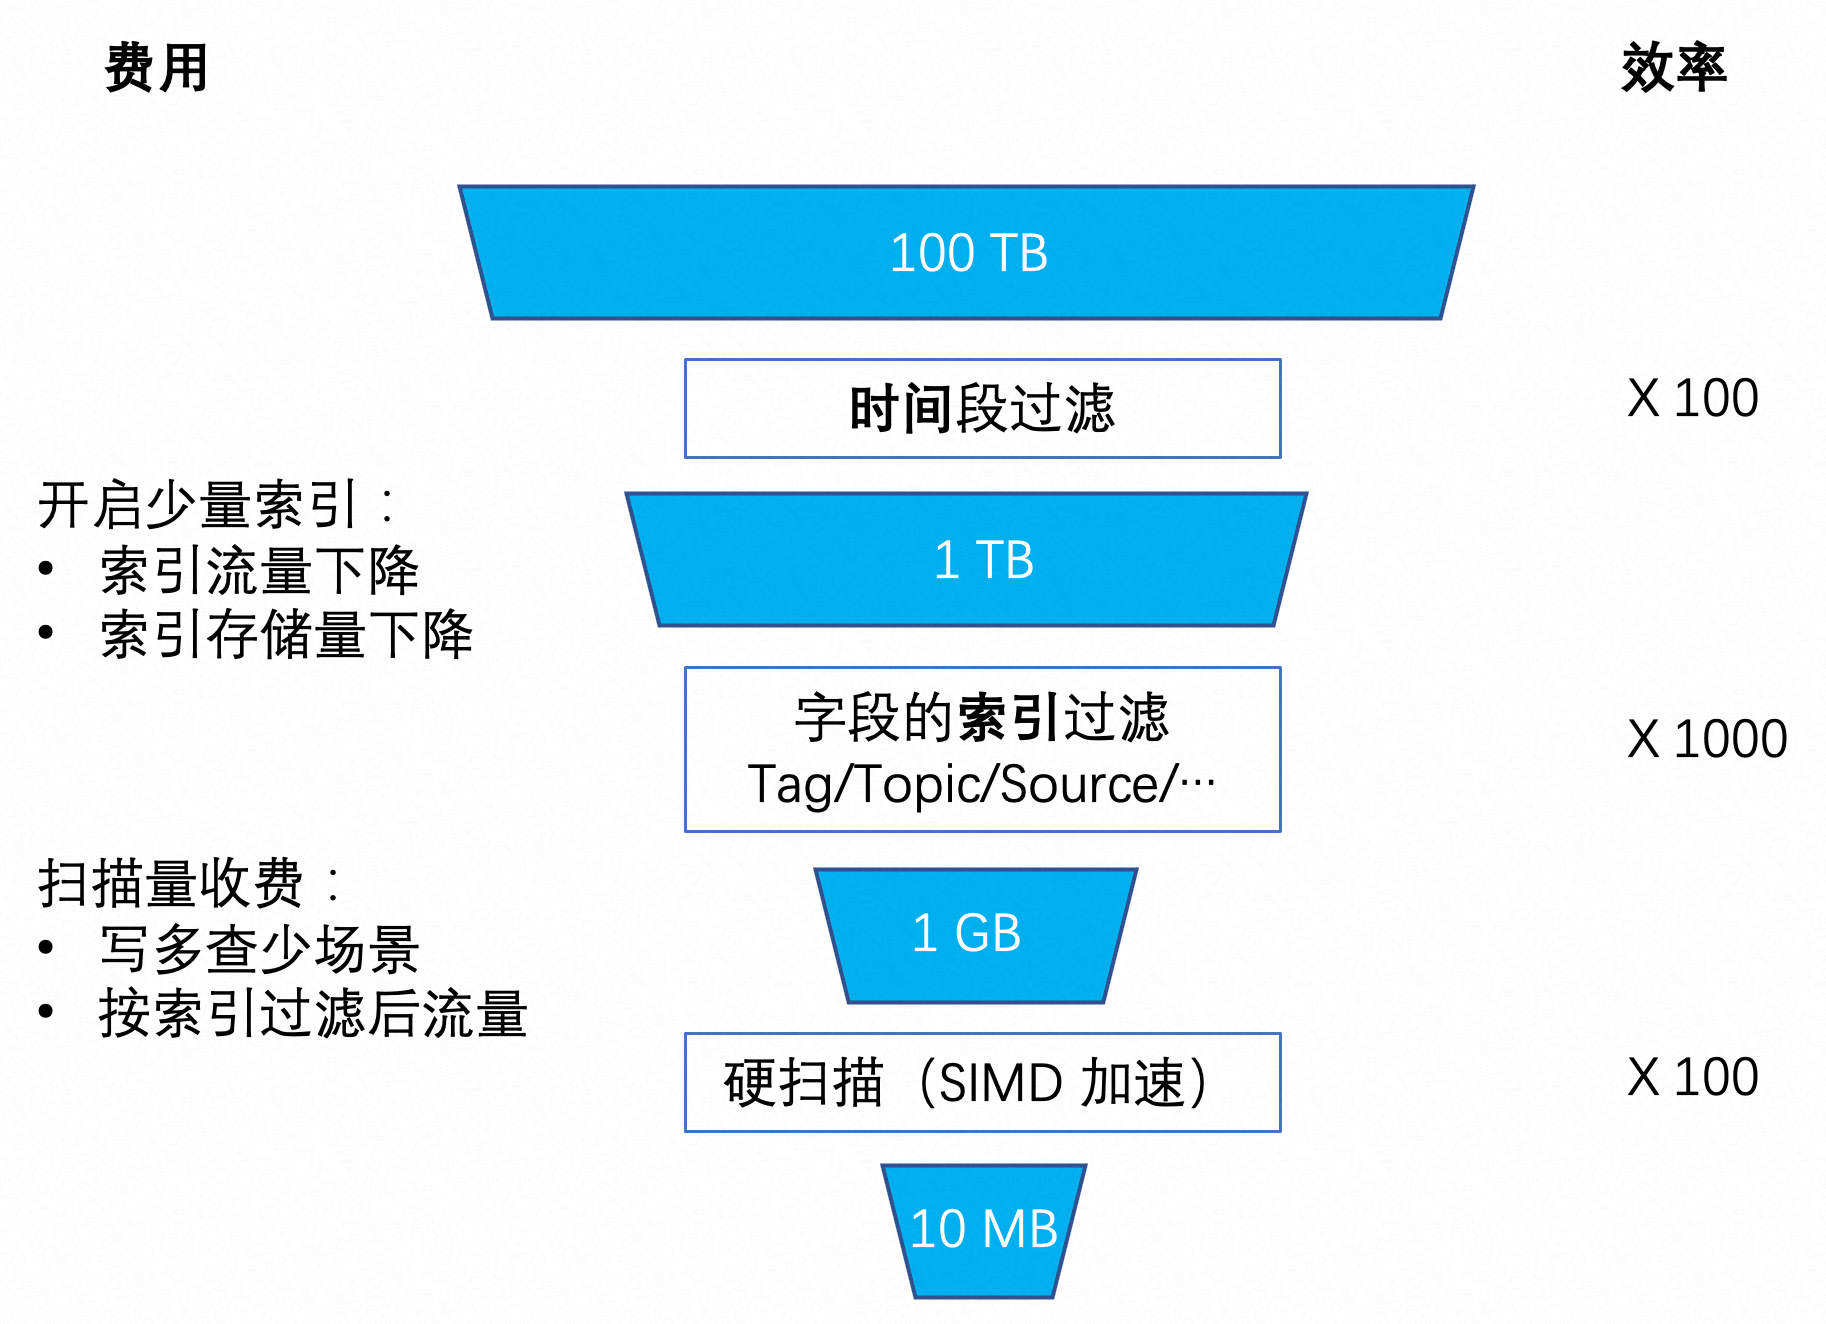 费用
效率
100 TB
时间段过滤
X 100
开启少量索引：
• 索引流量下降
• 索引存储量下降
1 TB
字段的索引过滤
Tag/Topic/Source/…
X 1000
扫描量收费：
• 写多查少场景
• 按索引过滤后流量
1 GB
硬扫描（SIMD 加速）
X 100
10 MB